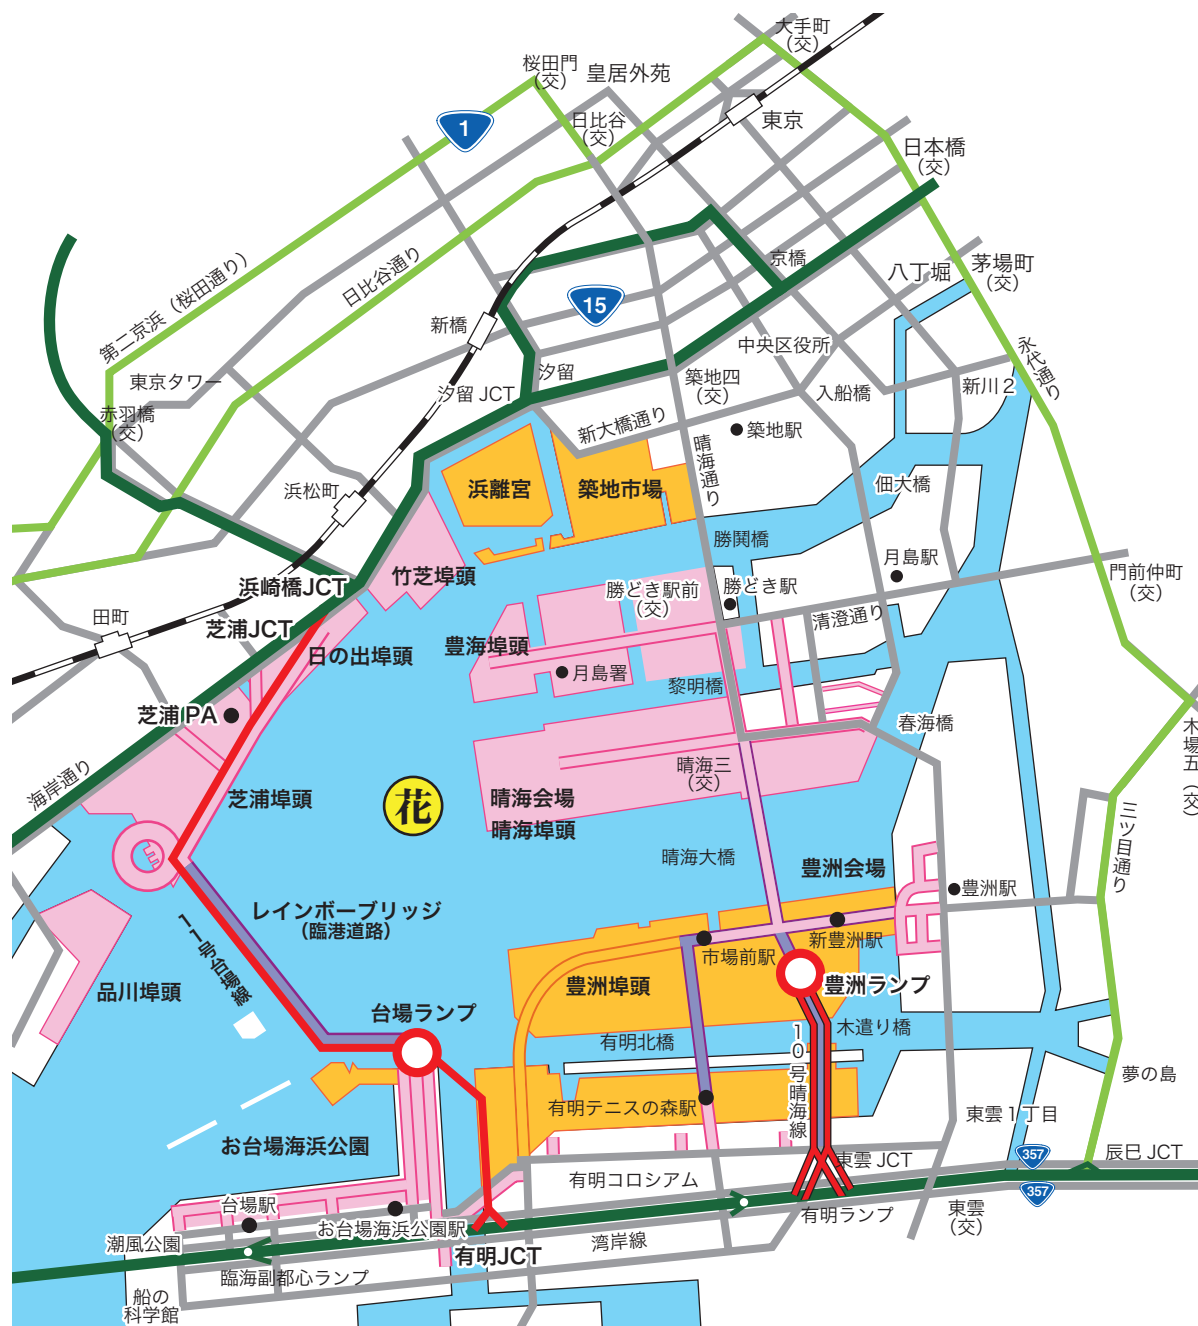 大手町
(交)
桜田門
(交)
皇居外苑
1
日比谷
(交)
東京
日本橋
(交)
第二京浜（桜田通り）
日比谷通り
京橋
八丁堀
茅場町
(交)
15
新橋
永代通り
中央区役所
東京タワー
汐留
汐留 JCT
築地四
(交)
入船橋
新川２
赤羽橋
(交)
新大橋通り
晴海通り
築地駅
浜松町
浜離宮
築地市場
佃大橋
勝鬨橋
月島駅
竹芝埠頭
浜崎橋JCT
勝どき駅前
(交)
勝どき駅
門前仲町
(交)
田町
芝浦JCT
清澄通り
日の出埠頭
豊海埠頭
月島署
黎明橋
芝浦 PA
春海橋
木場五（交）
海岸通り
晴海三
(交)
芝浦埠頭
花
晴海会場
晴海埠頭
三ツ目通り
晴海大橋
豊洲会場
豊洲駅
レインボーブリッジ
(臨港道路)
１１号台場線
市場前駅
新豊洲駅
品川埠頭
豊洲埠頭
豊洲ランプ
台場ランプ
有明北橋
１０号晴海線
木遣り橋
夢の島
有明テニスの森駅
東雲１丁目
お台場海浜公園
東雲 JCT
357
辰巳 JCT
有明コロシアム
357
台場駅
お台場海浜公園駅
有明ランプ
東雲
(交)
潮風公園
有明JCT
湾岸線
臨海副都心ランプ
船の
科学館